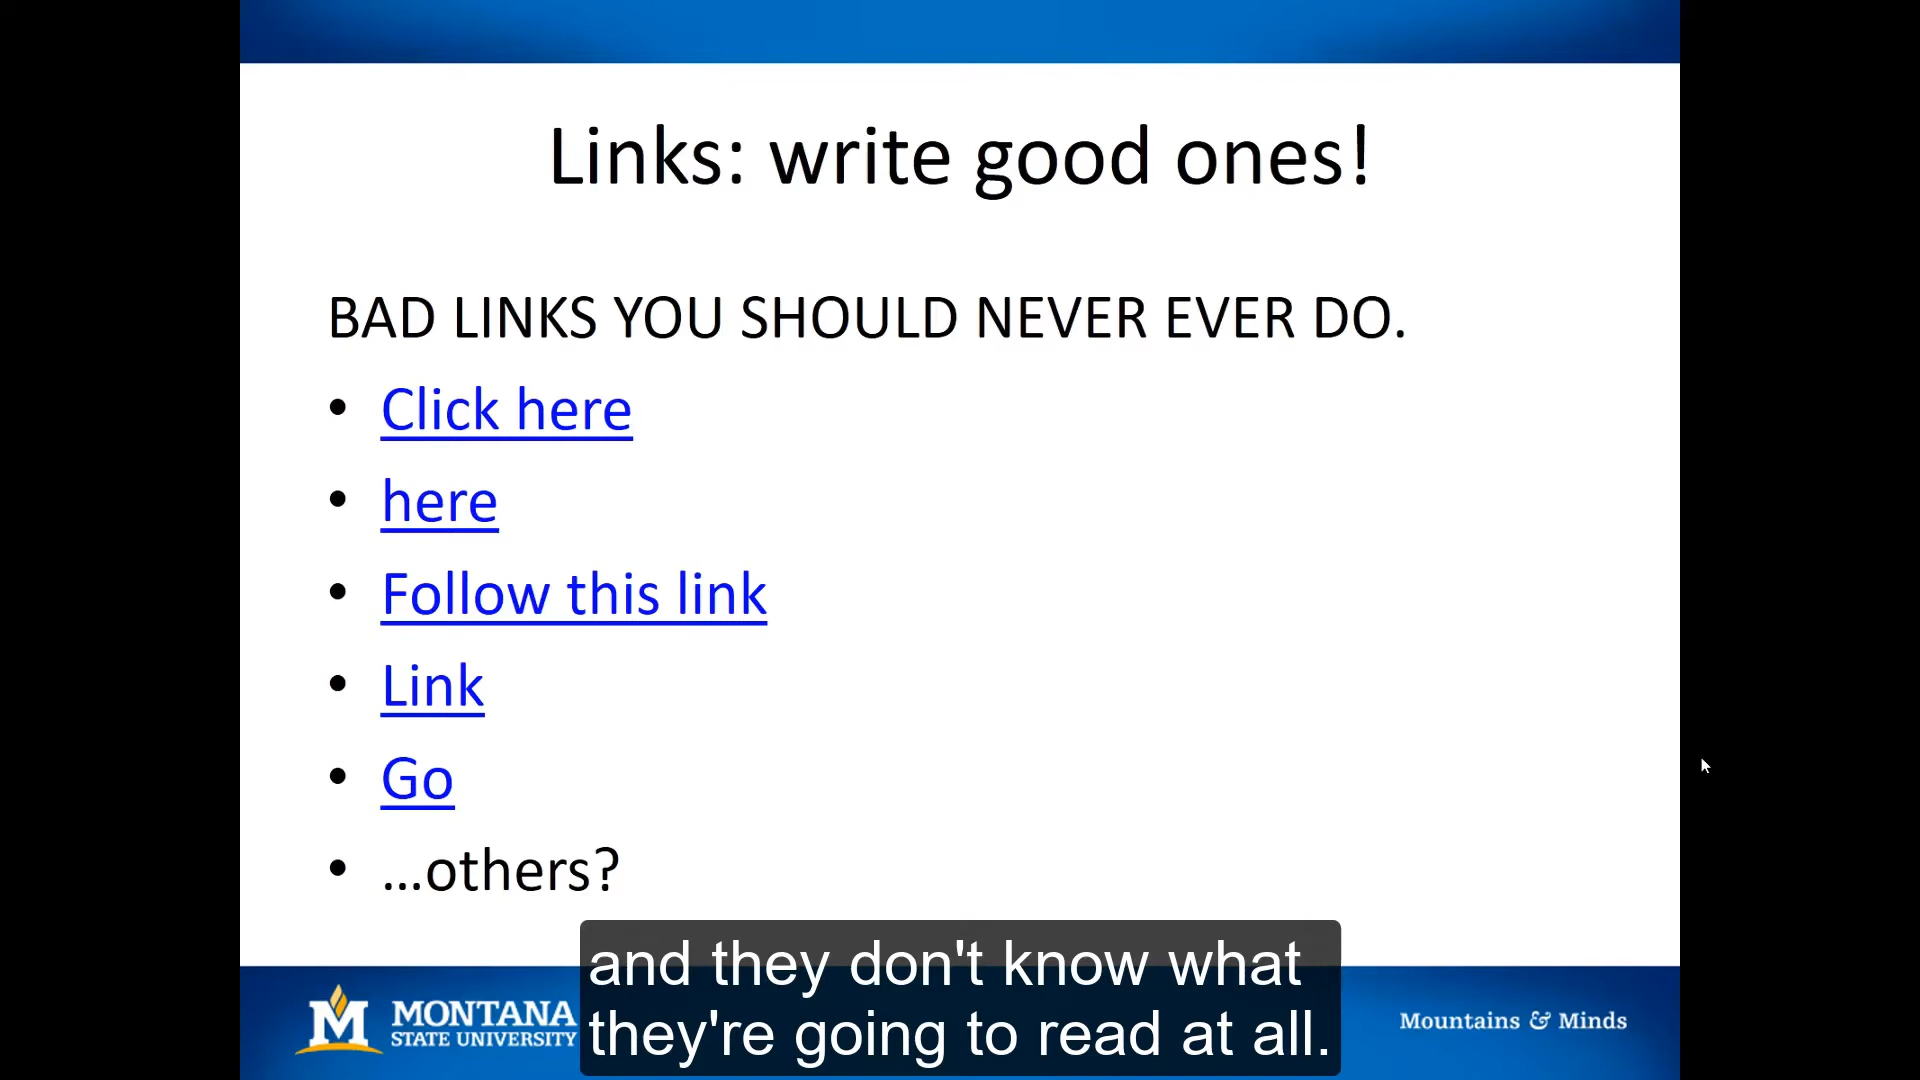 Links: write good ones!
BAD LINKS YOU SHOULD NEVER EVER DO.
• Click here
• here
• Follow this link
• Link
• Go
• ...others?
and they don't know what
they're going to read at all.
M MONTANA
STATE UNIVERSITY
Mountains & Minds